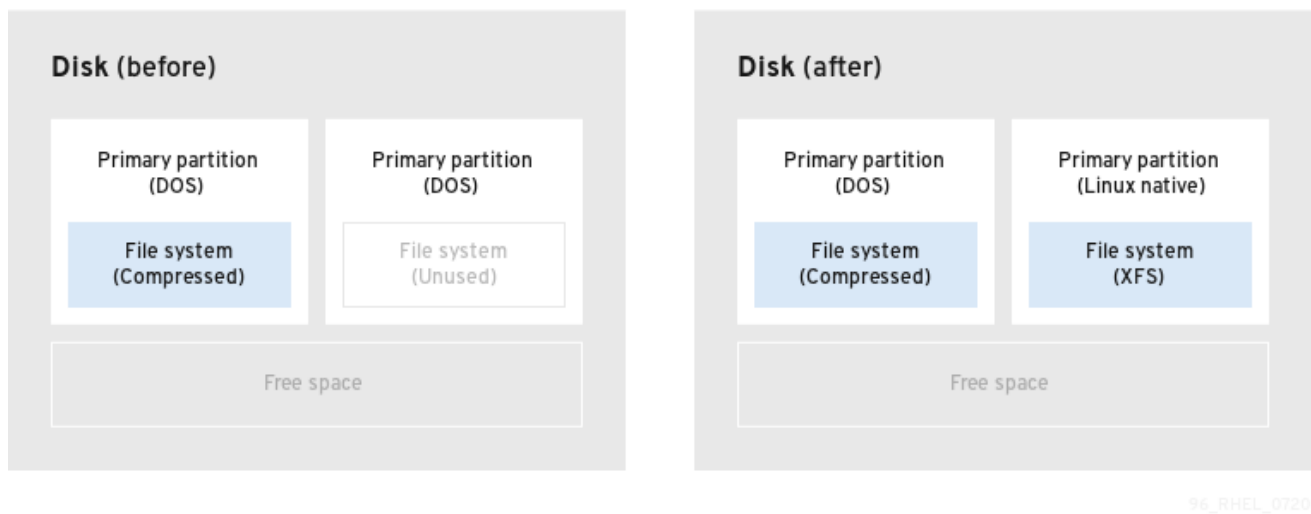 Disk (before)
Primary partition
(DOS)
File system
(Compressed)
Primary partition
(DOS)
File system
(Unused)
Free space
Disk (after)
Primary partition
(DOS)
File system
(Compressed)
Primary partition
(Linux native)
File system
(XFS)
Free space
96_RHEL_0720